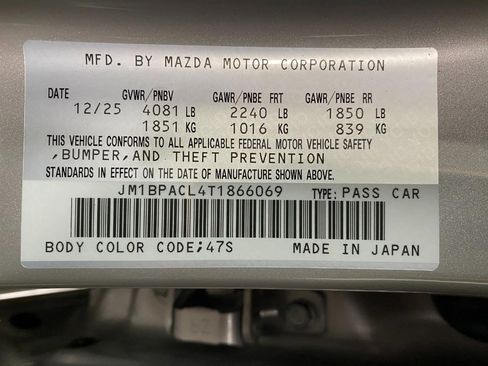 MFD. BY MAZDA MOTOR CORPORATION
DATE GVWR/PNBV GAWR/PNBE FRT GAWR/PNBE RR
12/25 4081 LB 2240 LB 1850 LB
1851 KG 1016 KG 839 KG
THIS VEHICLE CONFORMS TO ALL APPLICABLE FEDERAL MOTOR VEHICLE SAFETY
,BUMPER,AND THEFT PREVENTION
STANDARDS IN EFFECT ON THE DATE OF MANUFACTURE SHOWN ABOVE.
JM1BPACL4T1866069 TYPE: PASS CAR
BODY COLOR CODE;47S MADE IN JAPAN